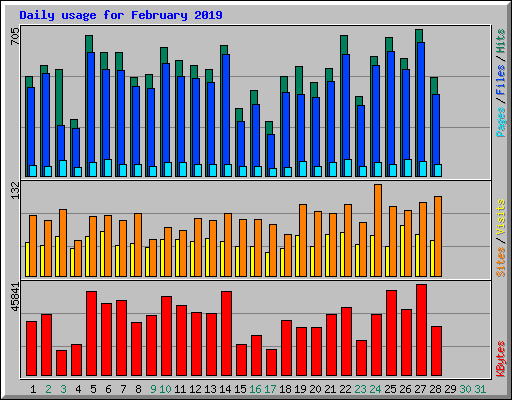 Daily usage for February 2019
705
Pages / Files / Hits
132
Sites / Visits
45841
KBytes
1 2 3 4 5 6 7 8 9 10 11 12 13 14 15 16 17 18 19 20 21 22 23 24 25 26 27 28 29 30 31